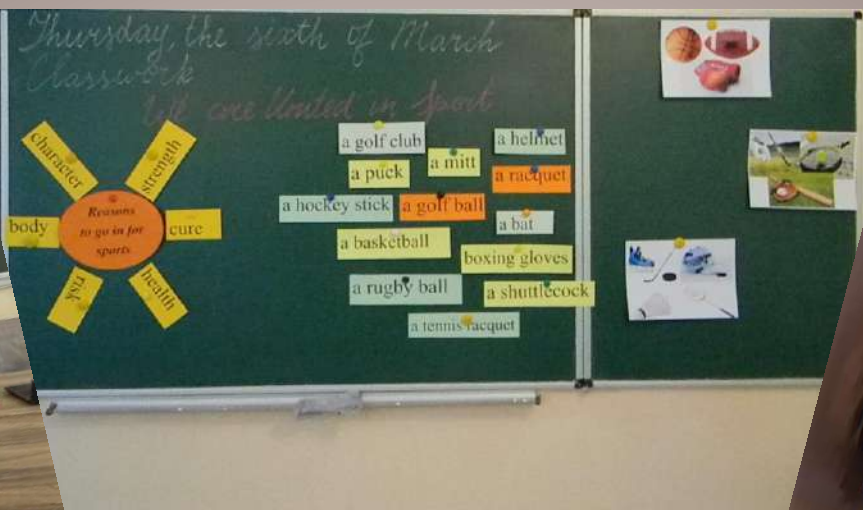 Thursday, the sixth of March
Classwork
We are United in Sport
character
strength
body
Reasons
to go in for
sports
cure
risk
health
a golf club
a helmet
a mitt
a puck
a racquet
a hockey stick
a golf ball
a bat
a basketball
boxing gloves
a rugby ball
a shuttlecock
a tennis racquet